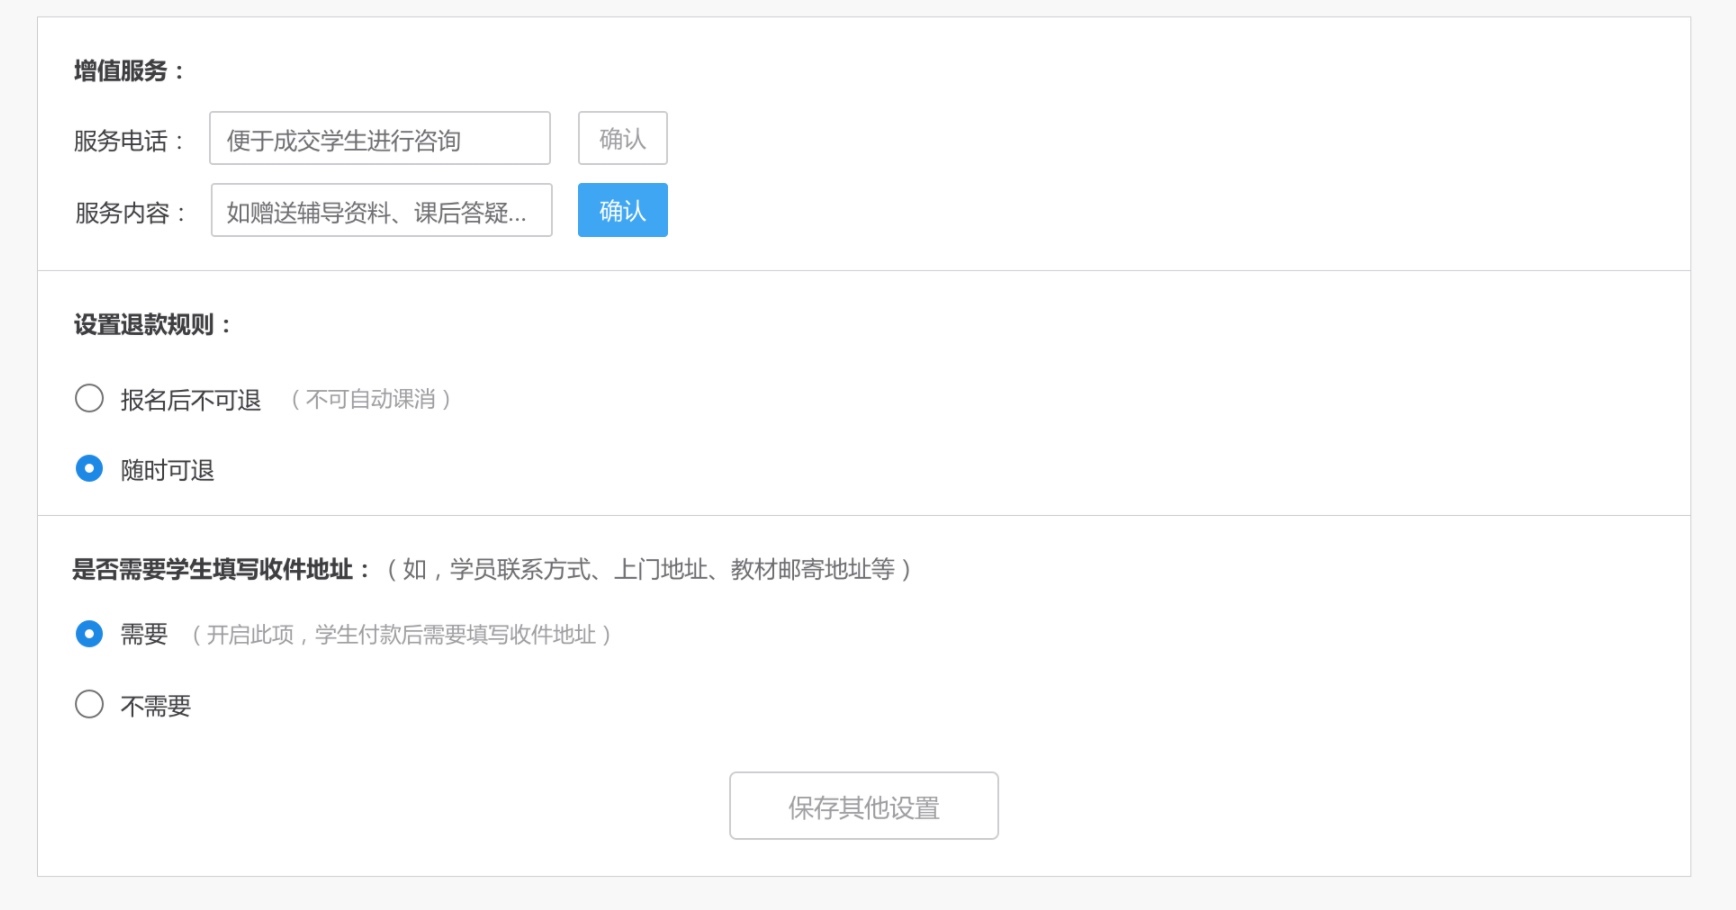 增值服务：
服务电话： 便于成交学生进行咨询 确认
服务内容： 如赠送辅导资料、课后答疑... 确认
设置退款规则：
报名后不可退 （不可自动课消）
随时可退
是否需要学生填写收件地址：（如，学员联系方式、上门地址、教材邮寄地址等）
需要 （开启此项，学生付款后需要填写收件地址）
不需要
保存其他设置